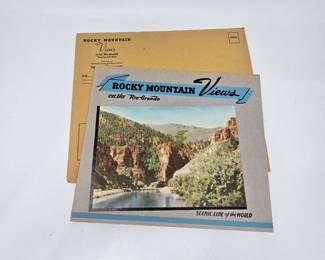 ROCKY MOUNTAIN
Views
ROCKY MOUNTAIN Views
on the "Rio Grande
SCENIC LINE of the WORLD